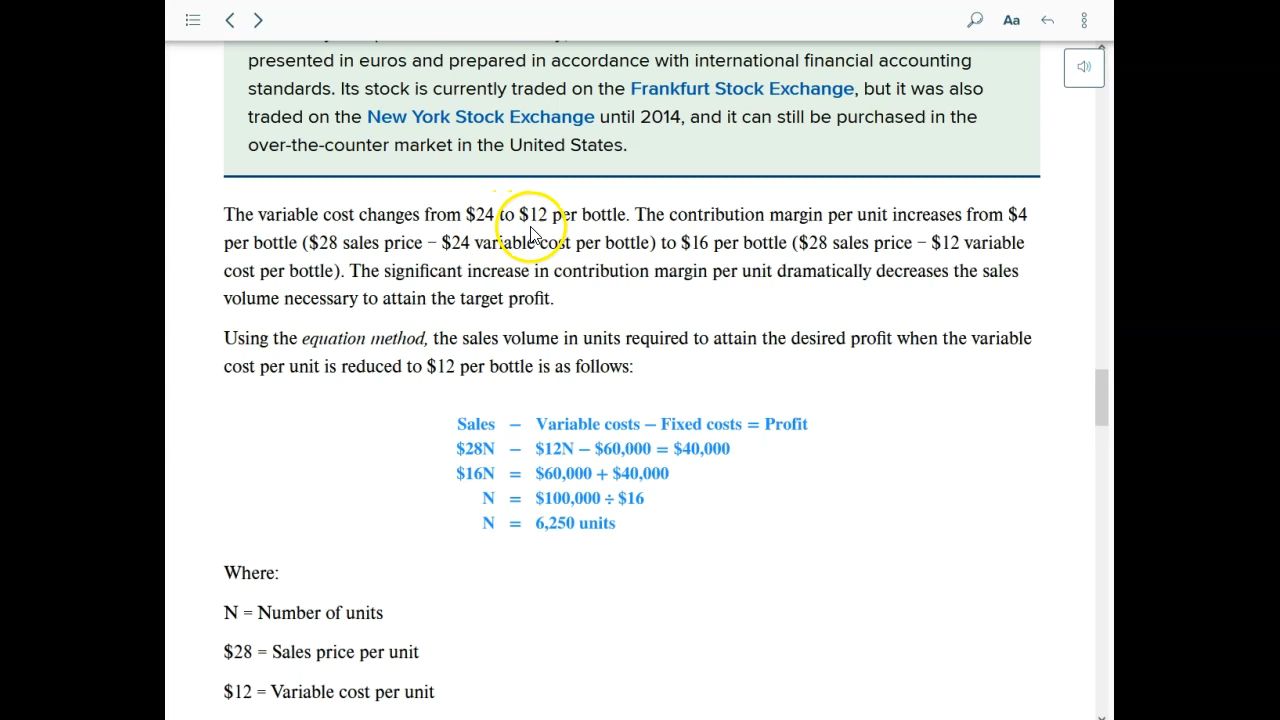 Aa
presented in euros and prepared in accordance with international financial accounting
standards. Its stock is currently traded on the Frankfurt Stock Exchange, but it was also
traded on the New York Stock Exchange until 2014, and it can still be purchased in the
over-the-counter market in the United States.
The variable cost changes from $24 to $12 per bottle. The contribution margin per unit increases from $4
per bottle ($28 sales price − $24 variable cost per bottle) to $16 per bottle ($28 sales price − $12 variable
cost per bottle). The significant increase in contribution margin per unit dramatically decreases the sales
volume necessary to attain the target profit.
Using the equation method, the sales volume in units required to attain the desired profit when the variable
cost per unit is reduced to $12 per bottle is as follows:
Sales − Variable costs − Fixed costs = Profit
$28N − $12N − $60,000 = $40,000
$16N = $60,000 + $40,000
N = $100,000 ÷ $16
N = 6,250 units
Where:
N = Number of units
$28 = Sales price per unit
$12 = Variable cost per unit